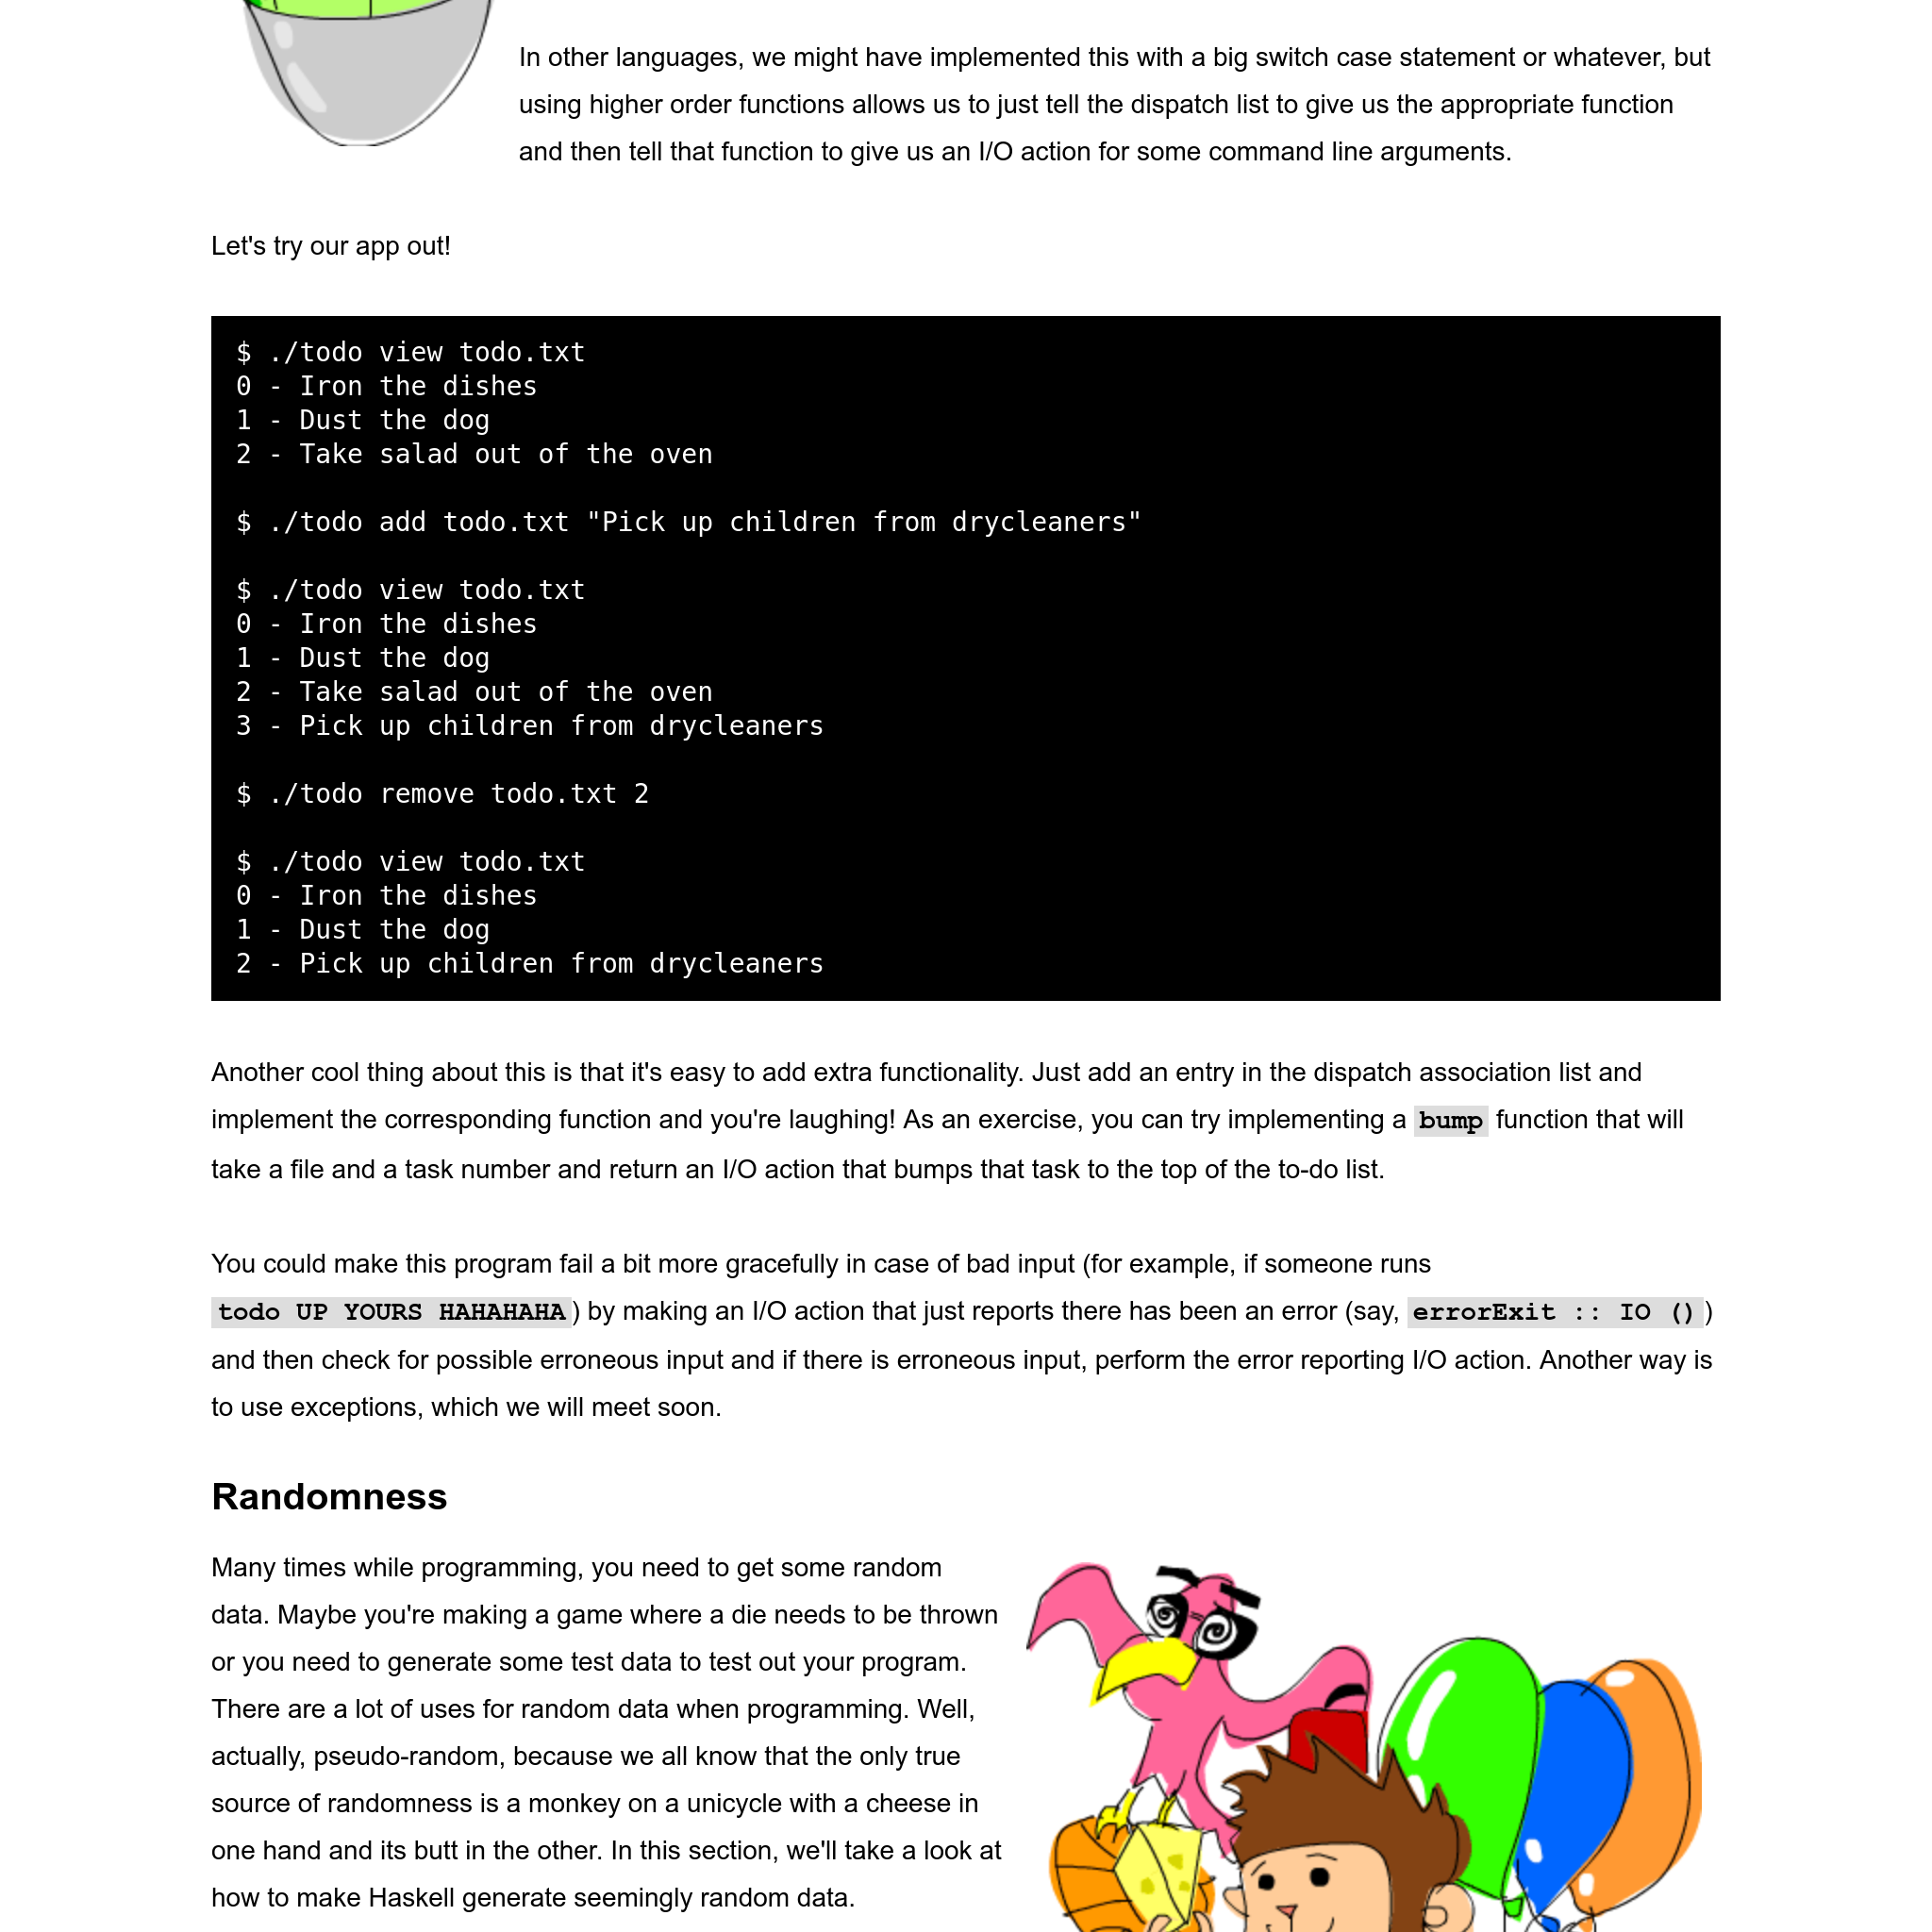 In other languages, we might have implemented this with a big switch case statement or whatever, but
using higher order functions allows us to just tell the dispatch list to give us the appropriate function
and then tell that function to give us an I/O action for some command line arguments.
Let's try our app out!
$ ./todo view todo.txt
0 - Iron the dishes
1 - Dust the dog
2 - Take salad out of the oven
$ ./todo add todo.txt "Pick up children from drycleaners"
$ ./todo view todo.txt
0 - Iron the dishes
1 - Dust the dog
2 - Take salad out of the oven
3 - Pick up children from drycleaners
$ ./todo remove todo.txt 2
$ ./todo view todo.txt
0 - Iron the dishes
1 - Dust the dog
2 - Pick up children from drycleaners
Another cool thing about this is that it's easy to add extra functionality. Just add an entry in the dispatch association list and
implement the corresponding function and you're laughing! As an exercise, you can try implementing a bump function that will
take a file and a task number and return an I/O action that bumps that task to the top of the to-do list.
You could make this program fail a bit more gracefully in case of bad input (for example, if someone runs
todo UP YOURS HAHAHAHA) by making an I/O action that just reports there has been an error (say, errorExit :: IO ())
and then check for possible erroneous input and if there is erroneous input, perform the error reporting I/O action. Another way is
to use exceptions, which we will meet soon.
Randomness
Many times while programming, you need to get some random
data. Maybe you're making a game where a die needs to be thrown
or you need to generate some test data to test out your program.
There are a lot of uses for random data when programming. Well,
actually, pseudo-random, because we all know that the only true
source of randomness is a monkey on a unicycle with a cheese in
one hand and its butt in the other. In this section, we'll take a look at
how to make Haskell generate seemingly random data.